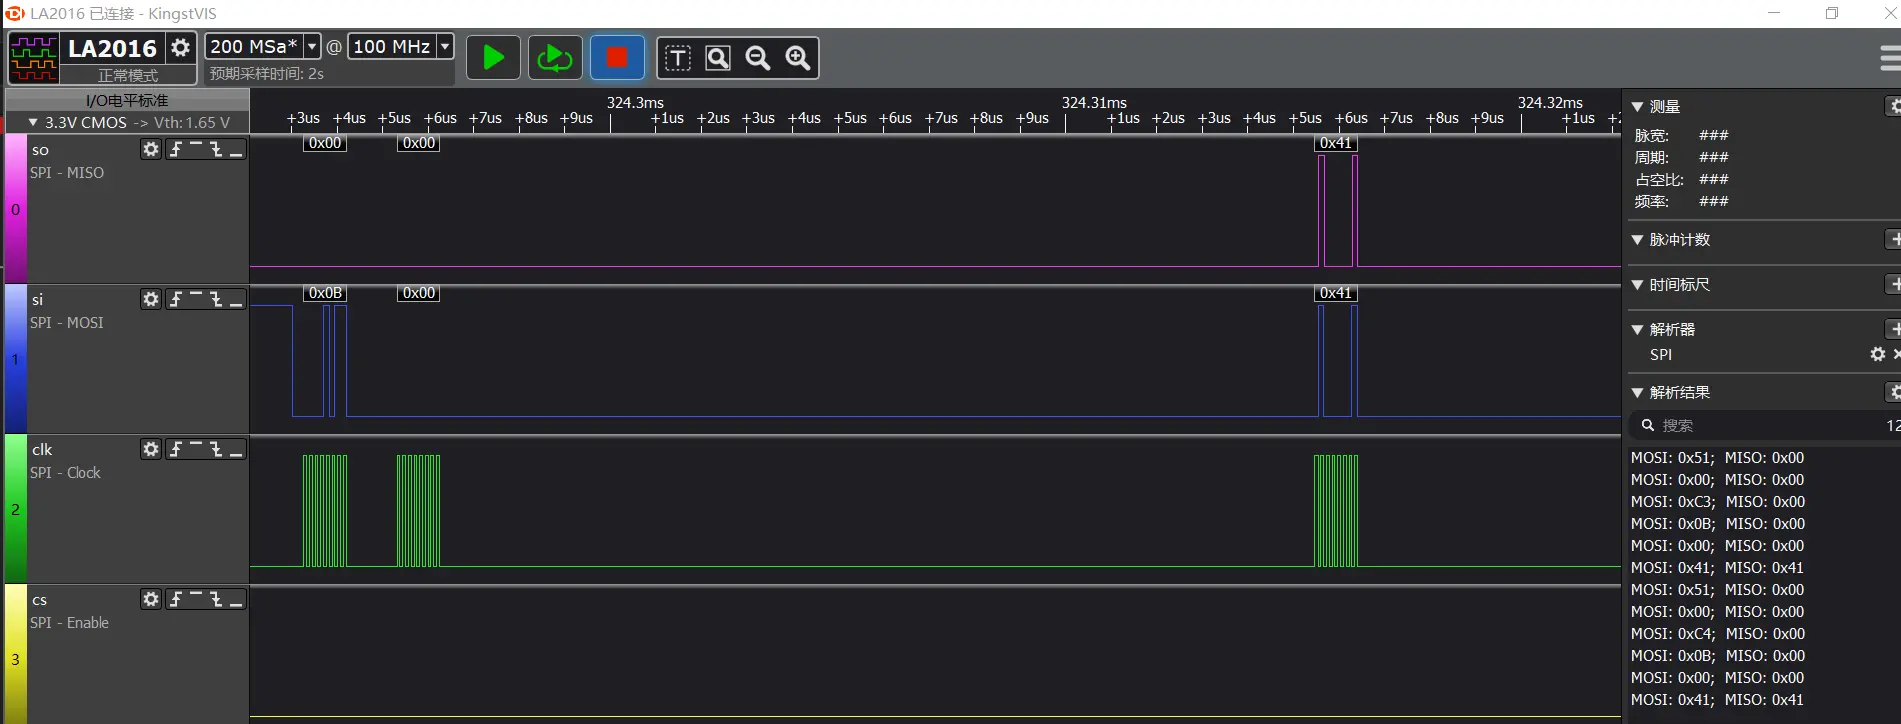 LA2016 已连接 - KingstVIS
LA2016
正常模式
200 MSa* @ 100 MHz
预期采样时间: 2s
I/O电平标准
3.3V CMOS -> Vth: 1.65 V
324.3ms 324.31ms 324.32ms
+3us +4us +5us +6us +7us +8us +9us +1us +2us +3us +4us +5us +6us +7us +8us +9us +1us +2us +3us +4us +5us +6us +7us +8us +9us +1us
so
SPI - MISO
0
0x00 0x00 0x41
si
SPI - MOSI
1
0x0B 0x00 0x41
clk
SPI - Clock
2
cs
SPI - Enable
3
测量
脉宽: ###
周期: ###
占空比: ###
频率: ###
脉冲计数
时间标尺
解析器
SPI
解析结果
搜索 12
MOSI: 0x51; MISO: 0x00
MOSI: 0x00; MISO: 0x00
MOSI: 0xC3; MISO: 0x00
MOSI: 0x0B; MISO: 0x00
MOSI: 0x00; MISO: 0x00
MOSI: 0x41; MISO: 0x41
MOSI: 0x51; MISO: 0x00
MOSI: 0x00; MISO: 0x00
MOSI: 0xC4; MISO: 0x00
MOSI: 0x0B; MISO: 0x00
MOSI: 0x00; MISO: 0x00
MOSI: 0x41; MISO: 0x41